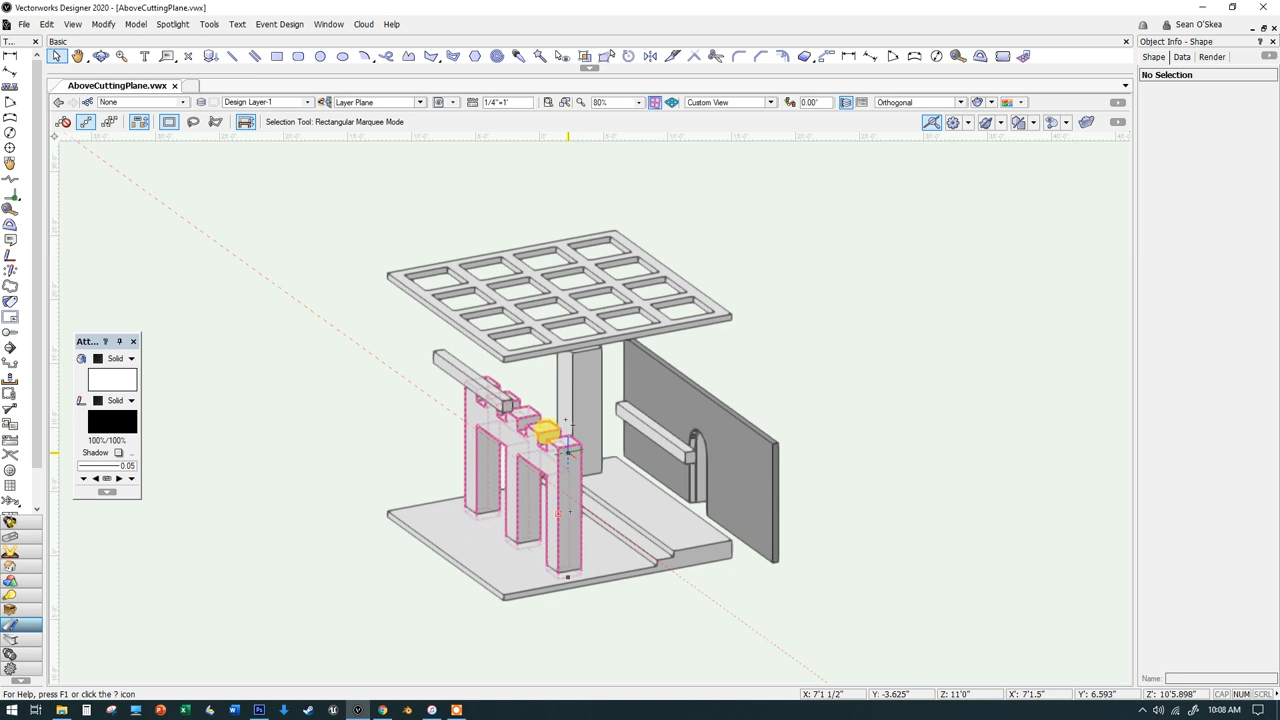 Vectorworks Designer 2020 - [AboveCuttingPlane.vwx]
File Edit View Modify Model Spotlight Tools Text Event Design Window Cloud Help
Sean O'Skea
T...
Basic
Object Info - Shape
AboveCuttingPlane.vwx
Shape Data Render
None
Design Layer-1
Layer Plane
1/4"=1'
80%
Custom View
0.00°
Orthogonal
No Selection
Selection Tool: Rectangular Marquee Mode
Att...
Solid
Solid
100%/100%
Shadow
0.05
Name:
For Help, press F1 or click the ? icon
X: 7'1 1/2"
Y: -3.625"
Z: 11'0"
X': 7'1.5"
Y': 6.593"
Z': 10'5.898"
CAP NUM SCRL
10:08 AM